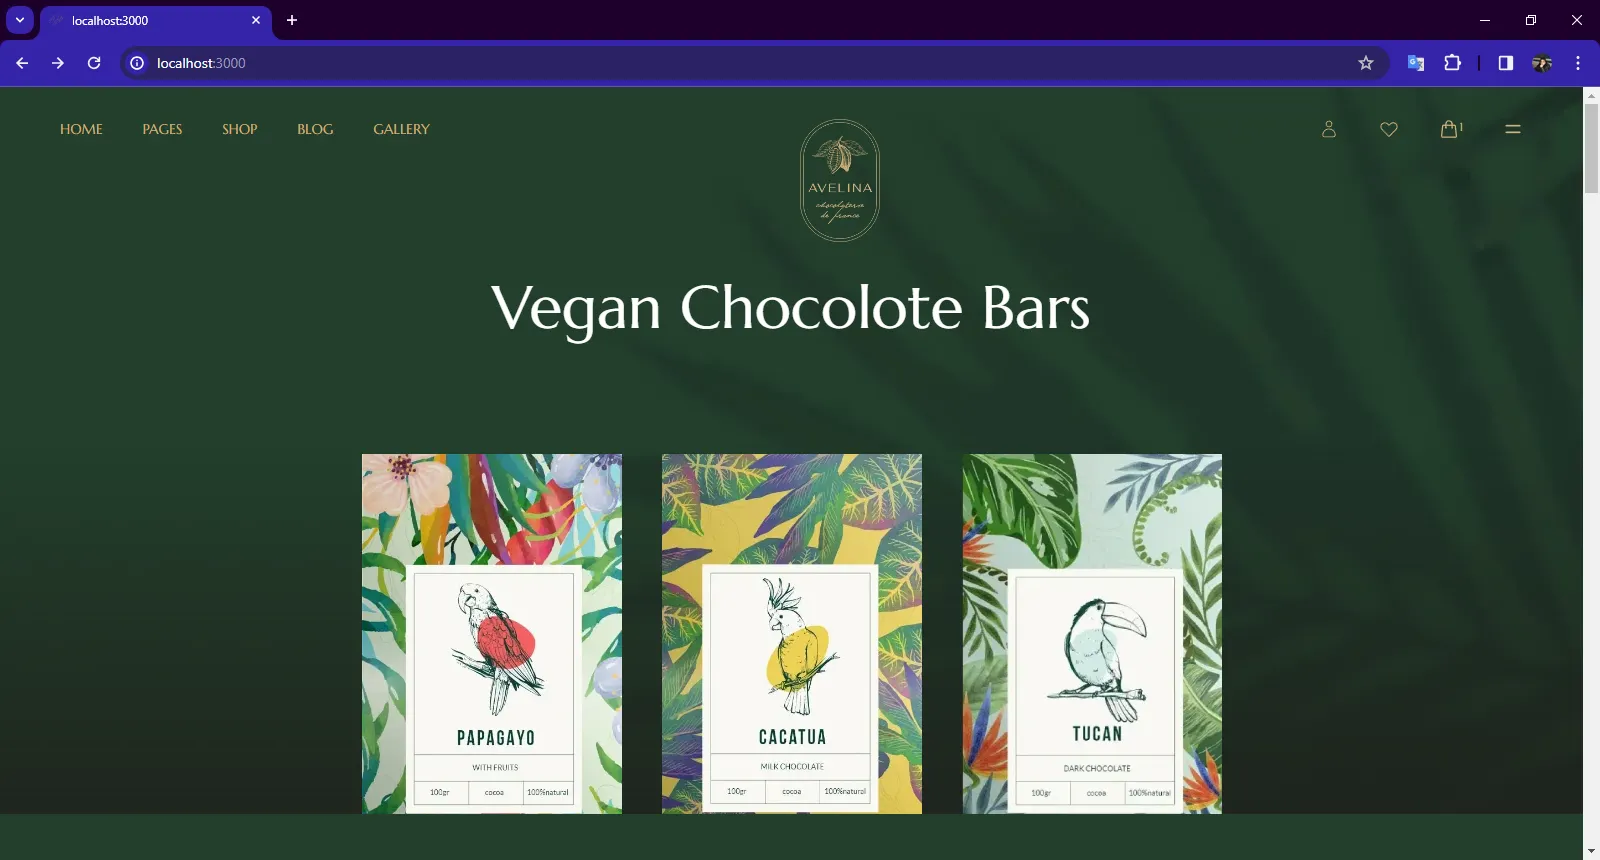 localhost:3000
localhost:3000
HOME PAGES SHOP BLOG GALLERY
1
AVELINA
chocolaterie
de france
Vegan Chocolote Bars
PAPAGAYO
WITH FRUITS
100gr cocoa 100%natural
CACATUA
MILK CHOCOLATE
100gr cocoa 100%natural
TUCAN
DARK CHOCOLATE
100gr cocoa 100%natural